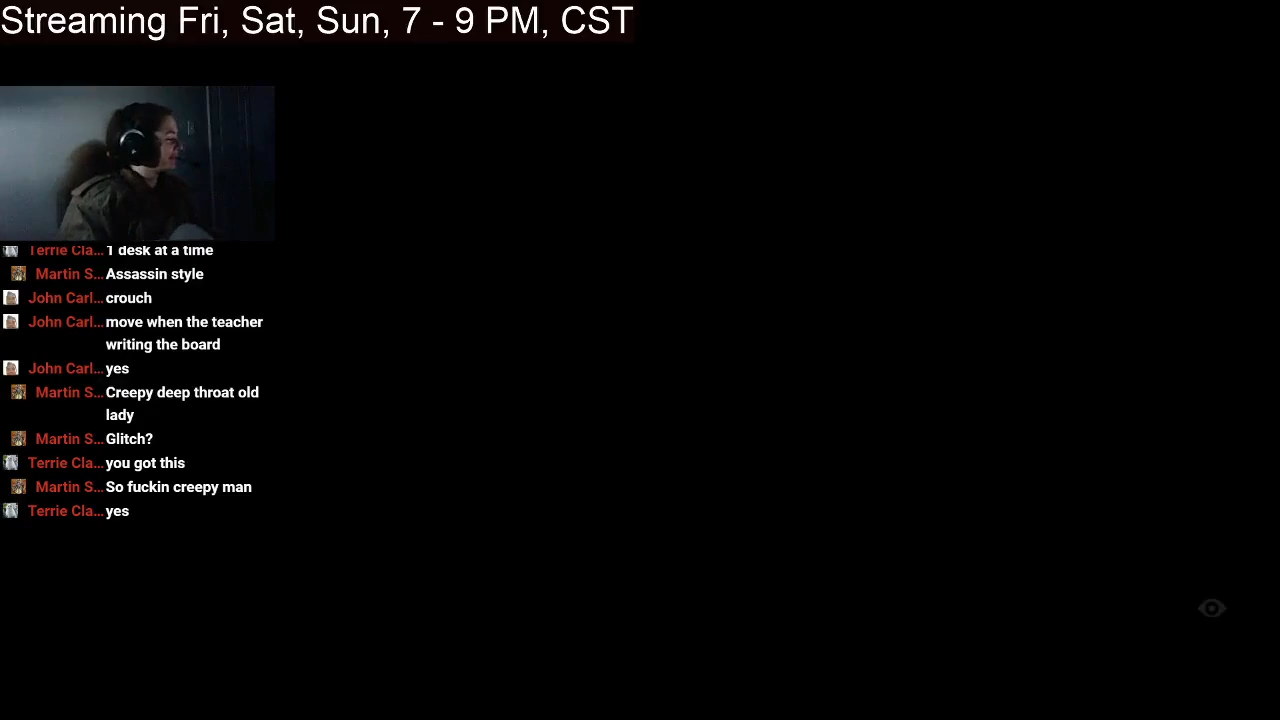 Streaming Fri, Sat, Sun, 7 - 9 PM, CST
Terrie Cla... 1 desk at a time
Martin S... Assassin style
John Carl... crouch
John Carl... move when the teacher
writing the board
John Carl... yes
Martin S... Creepy deep throat old
lady
Martin S... Glitch?
Terrie Cla... you got this
Martin S... So fuckin creepy man
Terrie Cla... yes